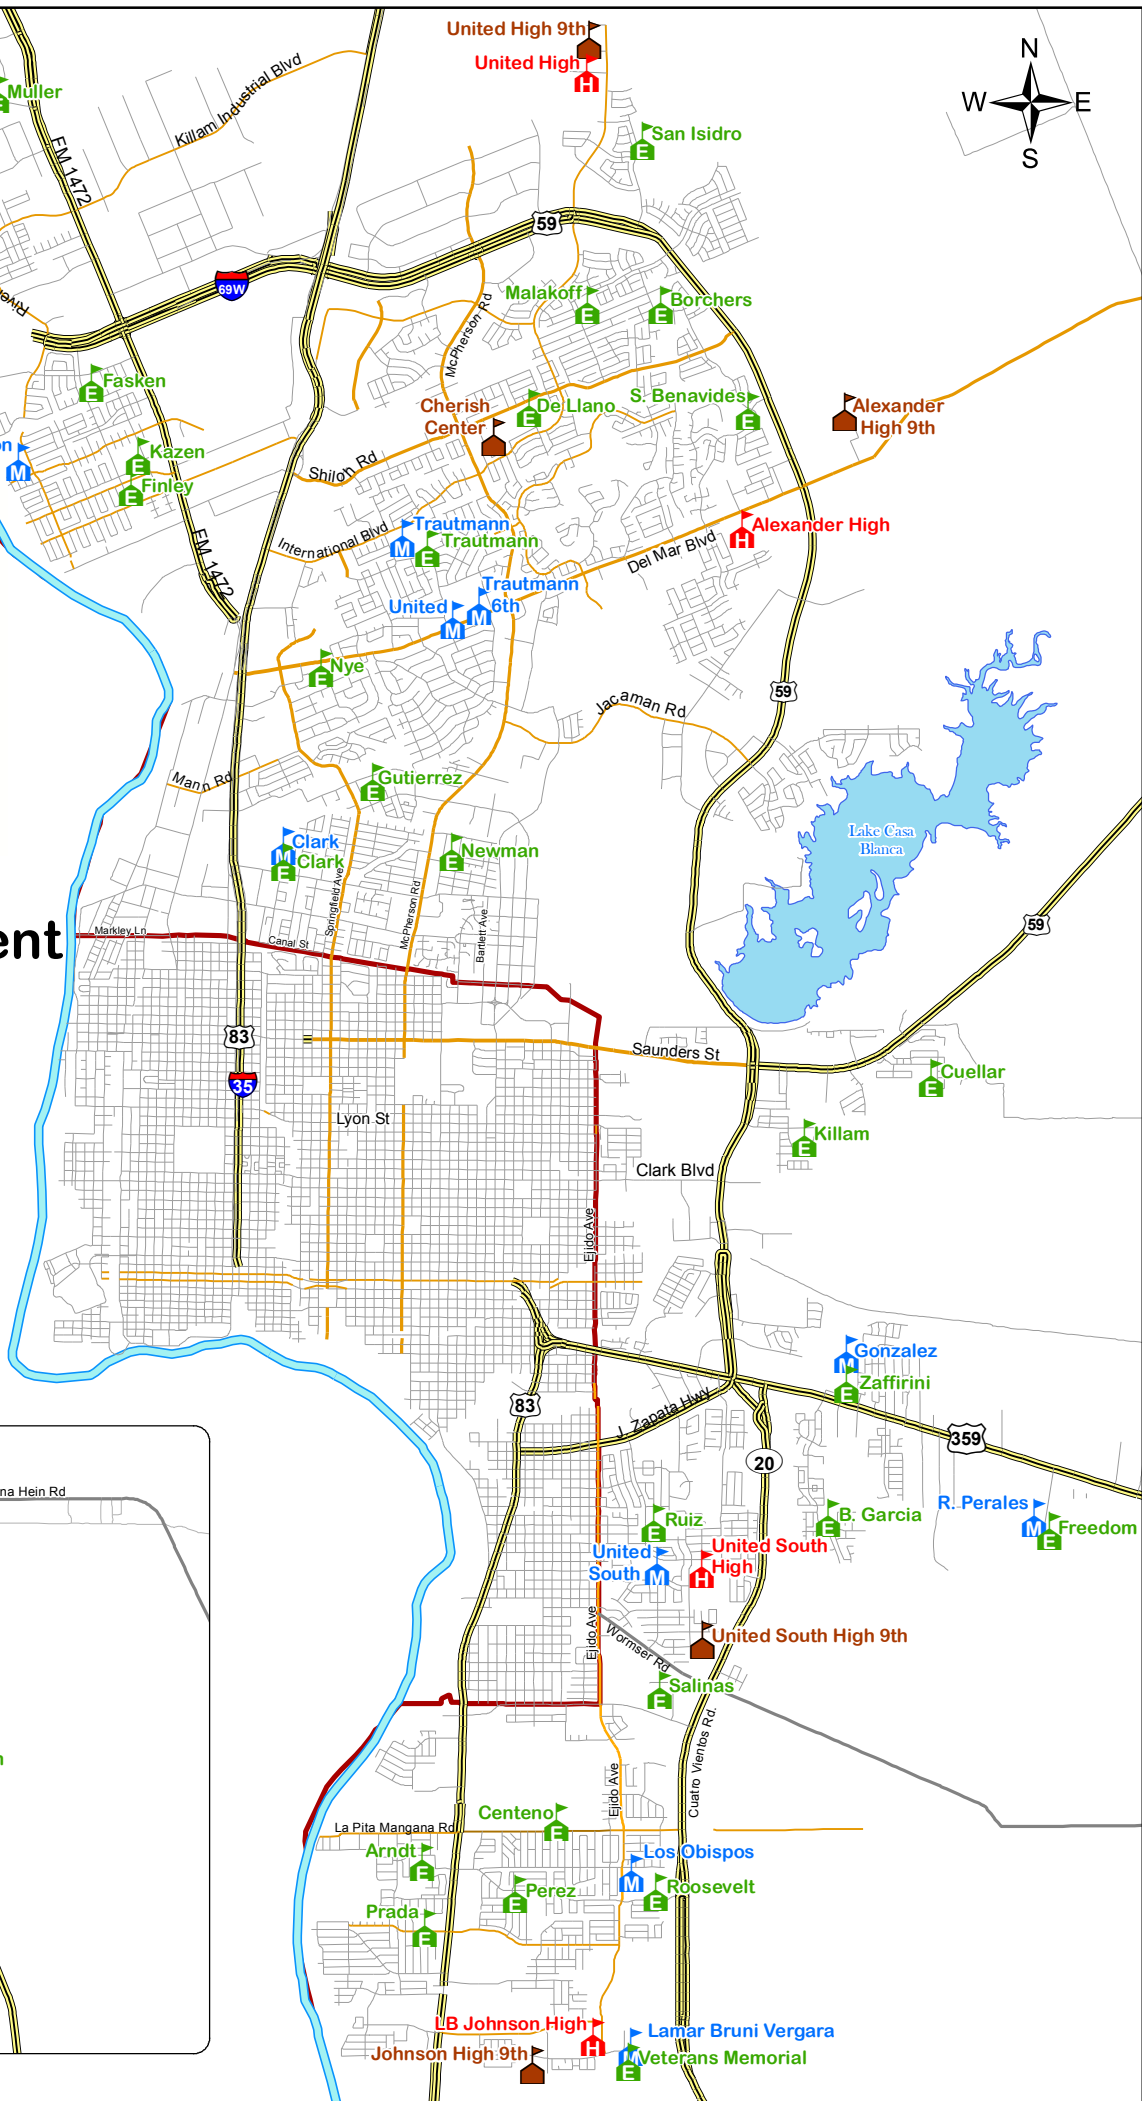 United High 9th
United High
H
N
W E
S
Muller
Killam Industrial Blvd
FM 1472
San Isidro
E
59
69W
River
Malakoff
E
Borchers
E
McPherson Rd
Fasken
E
Cherish
Center
De Llano
E
S. Benavides
E
Alexander
High 9th
on
M
Kazen
E
Finley
E
Shiloh Rd
FM 1472
International Blvd
Trautmann
M
Trautmann
E
Alexander High
H
Del Mar Blvd
Trautmann
6th
M
United
M
Nye
E
59
Jacaman Rd
Mann Rd
Gutierrez
E
Lake Casa
Blanca
Clark
M
Clark
E
Newman
E
Springfield Ave
McPherson Rd
Bartlett Ave
ent
Markley Ln
Canal St
59
83
35
Saunders St
Cuellar
E
Lyon St
Killam
E
Clark Blvd
Ejido Ave
Gonzalez
M
Zaffirini
E
83
J. Zapata Hwy
359
20
na Hein Rd
Ruiz
E
B. Garcia
E
R. Perales
M
Freedom
E
United
South
M
United South
High
H
Ejido Ave
Wormser Rd
United South High 9th
Salinas
E
Cuatro Vientos Rd.
Ejido Ave
Centeno
E
La Pita Mangana Rd
Arndt
E
Los Obispos
M
Perez
E
Roosevelt
E
Prada
E
LB Johnson High
H
Lamar Bruni Vergara
M
Johnson High 9th
Veterans Memorial
E